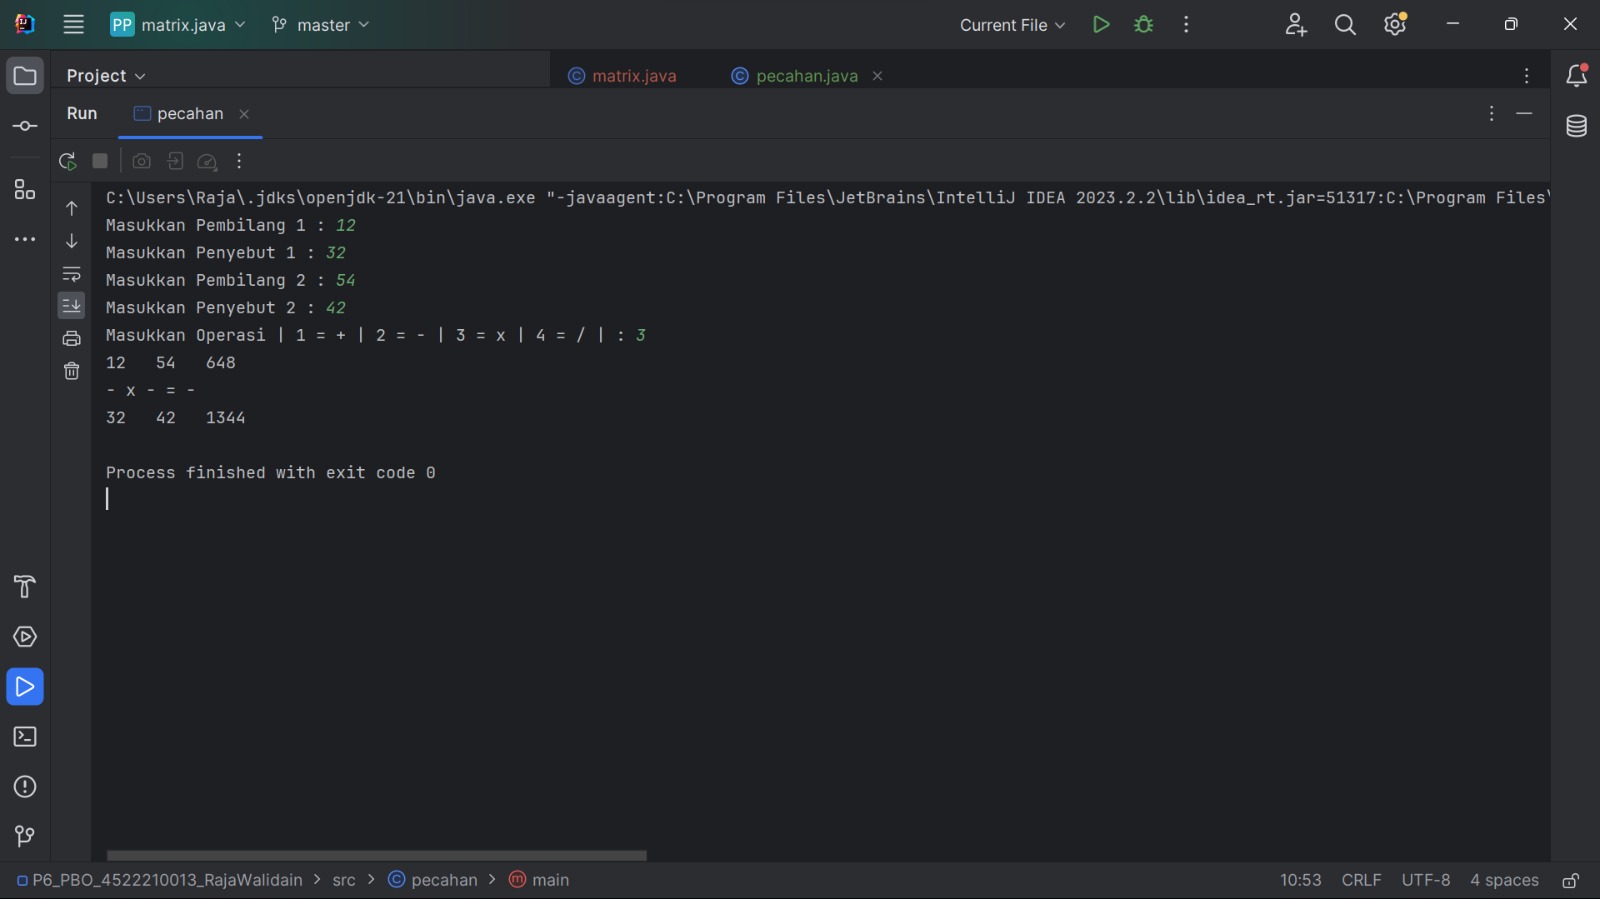 PP matrix.java master Current File
Project matrix.java pecahan.java
Run pecahan
C:\Users\Raja\.jdks\openjdk-21\bin\java.exe "-javaagent:C:\Program Files\JetBrains\IntelliJ IDEA 2023.2.2\lib\idea_rt.jar=51317:C:\Program Files\
Masukkan Pembilang 1 : 12
Masukkan Penyebut 1 : 32
Masukkan Pembilang 2 : 54
Masukkan Penyebut 2 : 42
Masukkan Operasi | 1 = + | 2 = - | 3 = x | 4 = / | : 3
12   54   648
- x - = -
32   42   1344
Process finished with exit code 0
P6_PBO_4522210013_RajaWalidain > src > pecahan > main 10:53 CRLF UTF-8 4 spaces